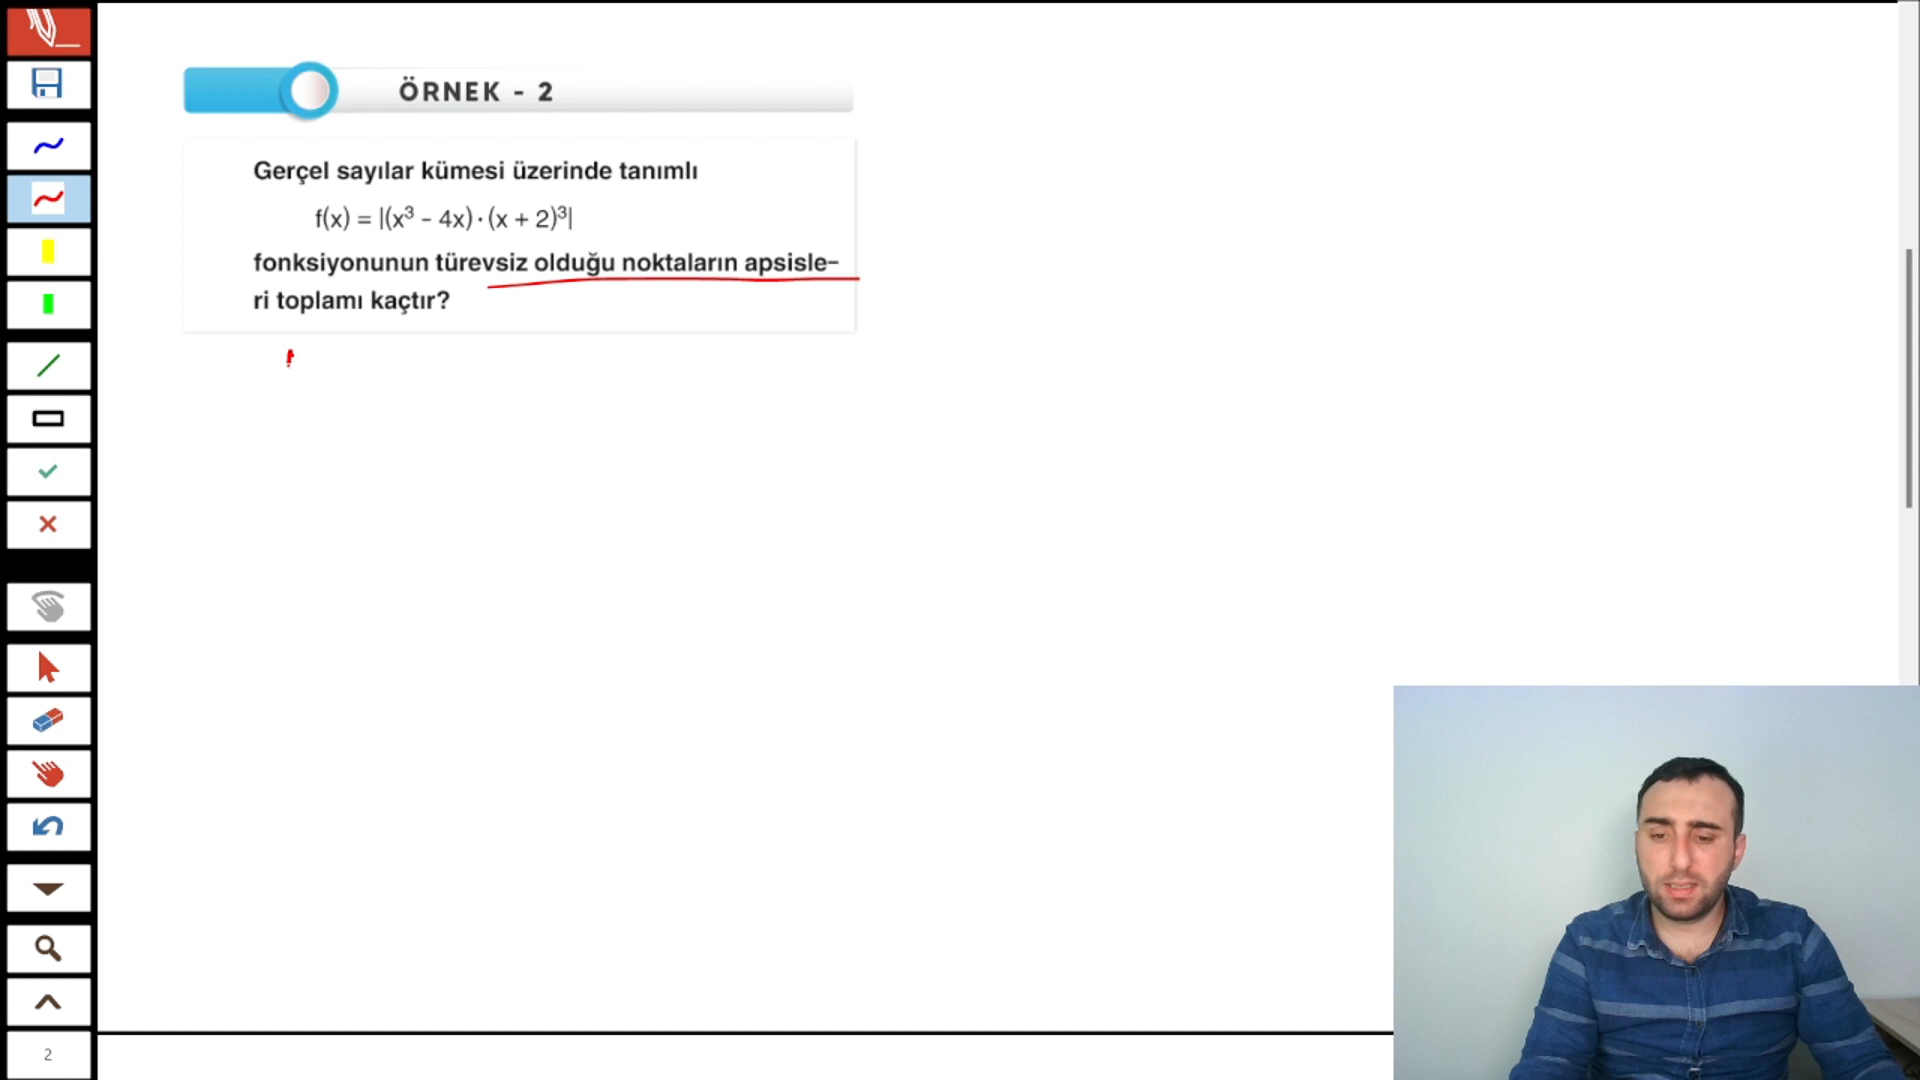 ÖRNEK - 2
Gerçel sayılar kümesi üzerinde tanımlı
f(x) = |(x³ - 4x) · (x + 2)³|
fonksiyonunun türevsiz olduğu noktaların apsisle-
ri toplamı kaçtır?
2